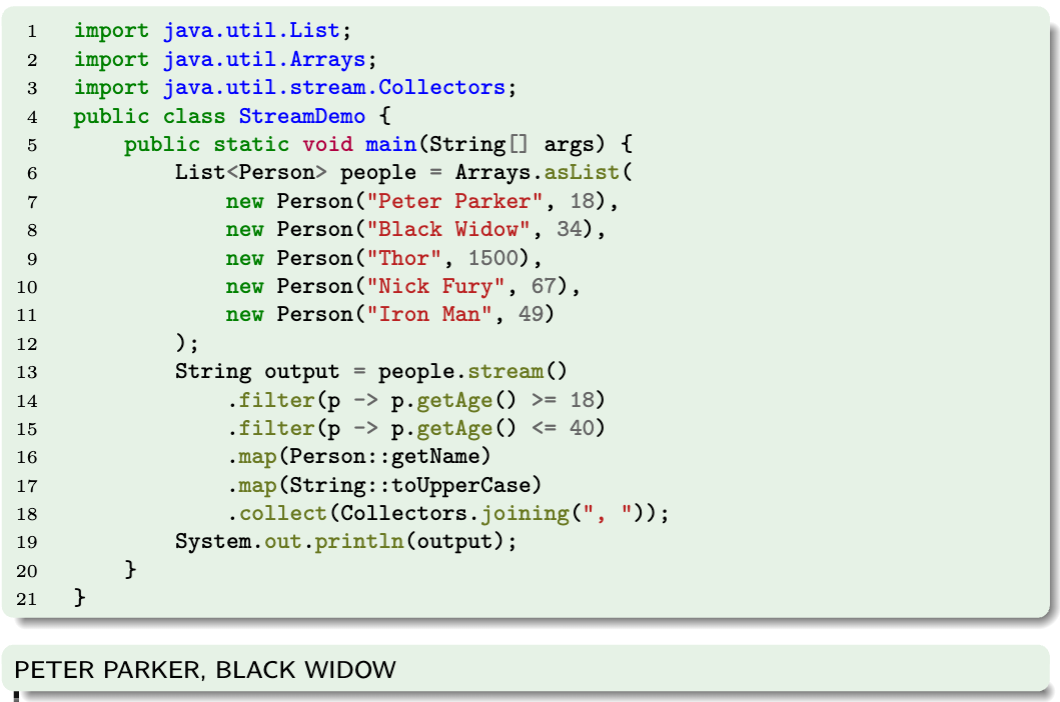 1 import java.util.List;
2 import java.util.Arrays;
3 import java.util.stream.Collectors;
4 public class StreamDemo {
5     public static void main(String[] args) {
6         List<Person> people = Arrays.asList(
7             new Person("Peter Parker", 18),
8             new Person("Black Widow", 34),
9             new Person("Thor", 1500),
10             new Person("Nick Fury", 67),
11             new Person("Iron Man", 49)
12         );
13         String output = people.stream()
14             .filter(p -> p.getAge() >= 18)
15             .filter(p -> p.getAge() <= 40)
16             .map(Person::getName)
17             .map(String::toUpperCase)
18             .collect(Collectors.joining(", "));
19         System.out.println(output);
20     }
21 }
PETER PARKER, BLACK WIDOW